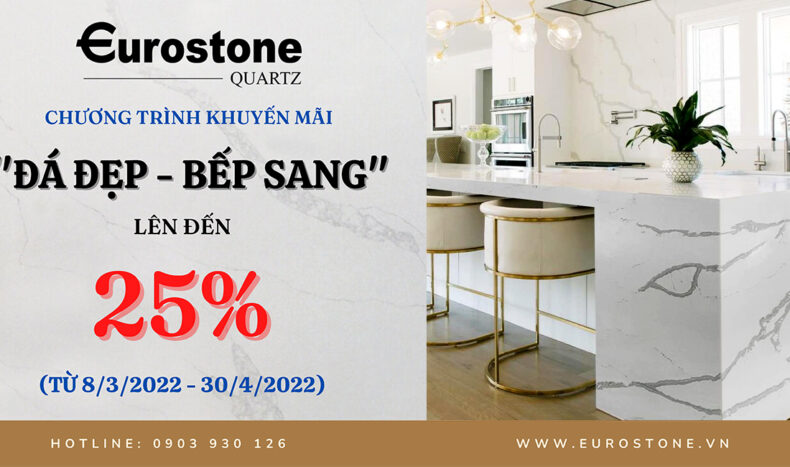 Eurostone
QUARTZ
CHƯƠNG TRÌNH KHUYẾN MÃI
"ĐÁ ĐẸP - BẾP SANG"
LÊN ĐẾN
25%
(TỪ 8/3/2022 - 30/4/2022)
HOTLINE: 0903 930 126
WWW.EUROSTONE.VN